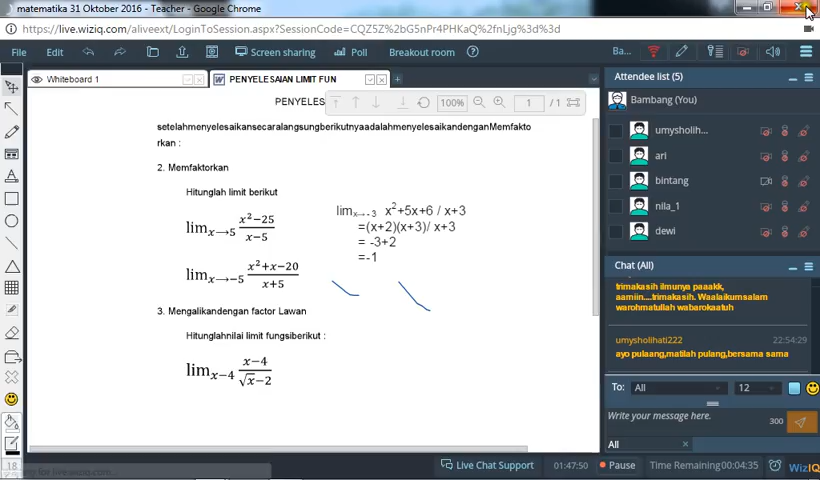 matematika 31 Oktober 2016 - Teacher - Google Chrome
https://live.wiziq.com/aliveext/LoginToSession.aspx?SessionCode=CQZ5Z%2bG5nPr4PHKaQ%2fnLjg%3d%3d
File Edit Screen sharing Poll Breakout room Ba...
Whiteboard 1
PENYELESAIAN LIMIT FUN
PENYELES
100%
1 / 1
setelahmenyelesaikansecaralangsungberikutnyaadalahmenyelesaikandenganMemfakto
rkan :
2. Memfaktorkan
Hitunglah limit berikut
lim x→5 x²−25 / x−5
lim x→−5 x²+x−20 / x+5
lim x→-3 x²+5x+6 / x+3
=(x+2)(x+3)/ x+3
= -3+2
=-1
3. Mengalikandengan factor Lawan
Hitunglahnilai limit fungsiberikut :
lim x−4 x−4 / √x−2
18
Attendee list (5)
Bambang (You)
umysholih...
ari
bintang
nila_1
dewi
Chat (All)
trimakasih ilmunya paaakk,
aamiin....trimakasih. Waalaikumsalam
warohmatullah wabarokaatuh
umysholihati222 22:54:29
ayo pulaang,matilah pulang,bersama sama
To: All 12
Write your message here. 300
All
Live Chat Support 01:47:50 Pause Time Remaining00:04:35 WizIQ